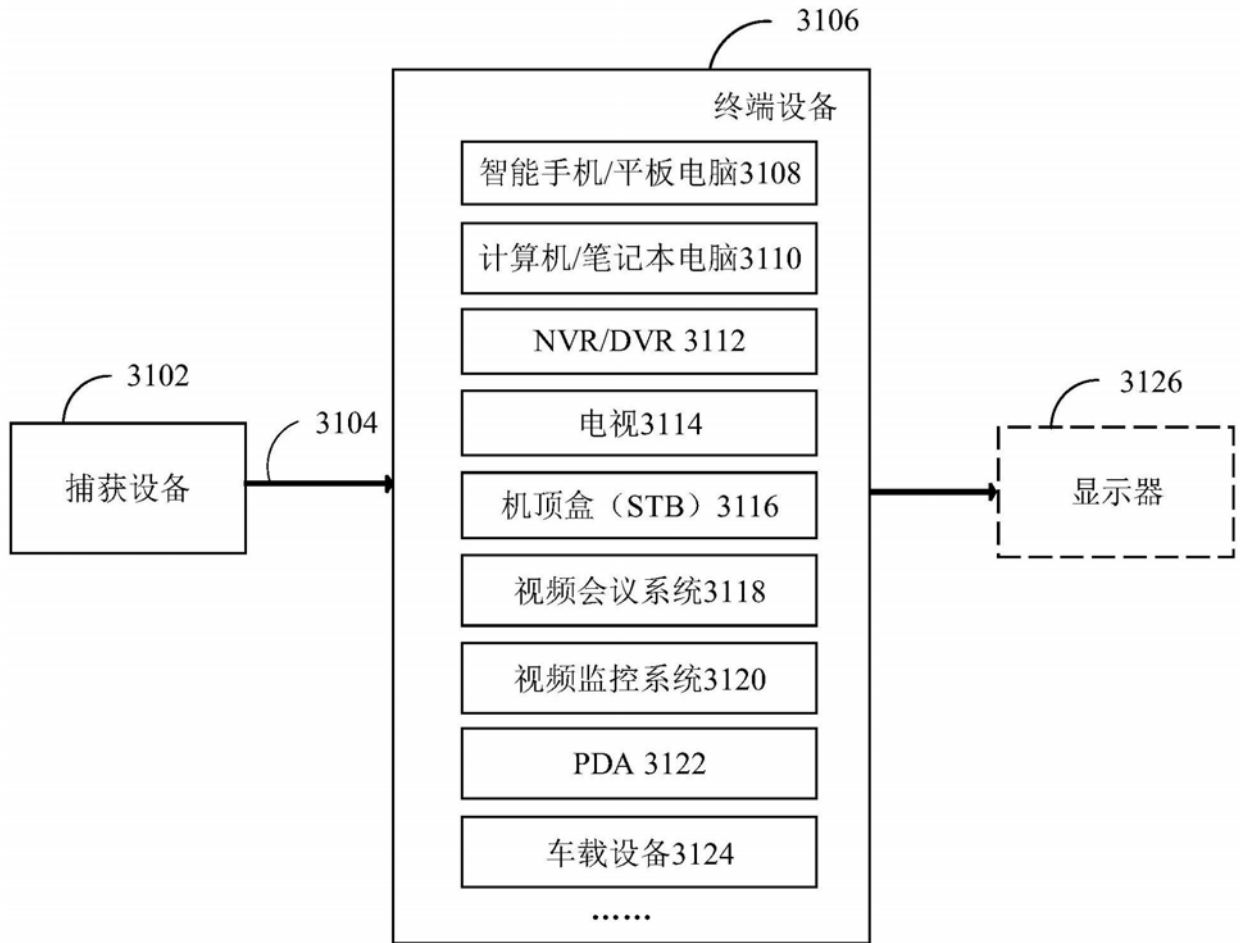 3106
终端设备
智能手机/平板电脑3108
计算机/笔记本电脑3110
NVR/DVR 3112
3102
3104
捕获设备
电视3114
机顶盒（STB）3116
视频会议系统3118
视频监控系统3120
PDA 3122
车载设备3124
……
3126
显示器